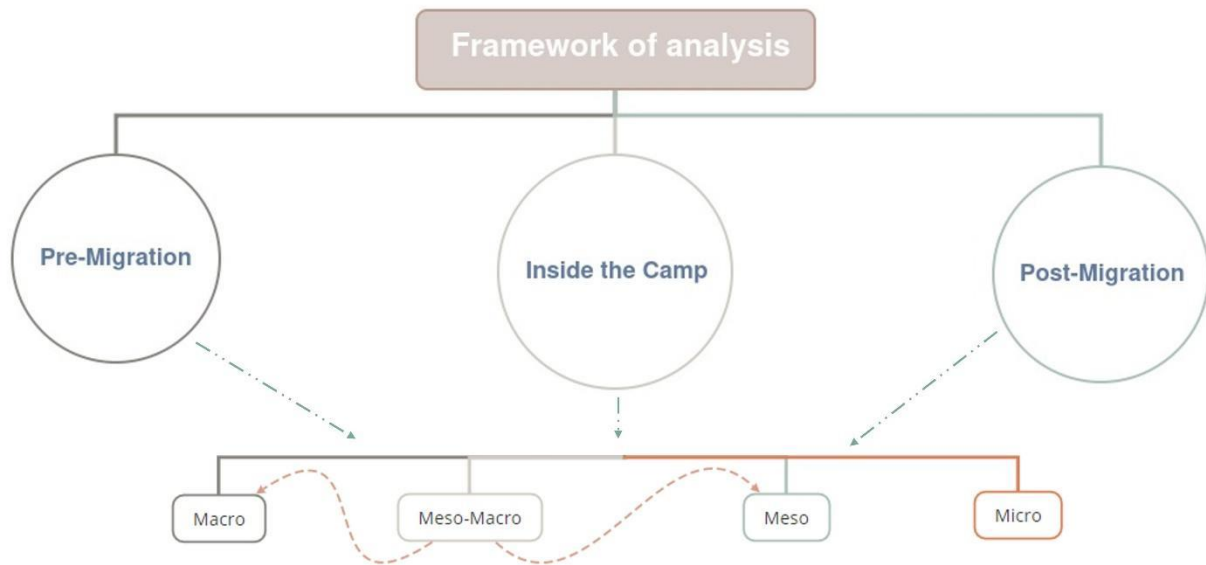 Framework of analysis
Pre-Migration
Inside the Camp
Post-Migration
Macro
Meso-Macro
Meso
Micro